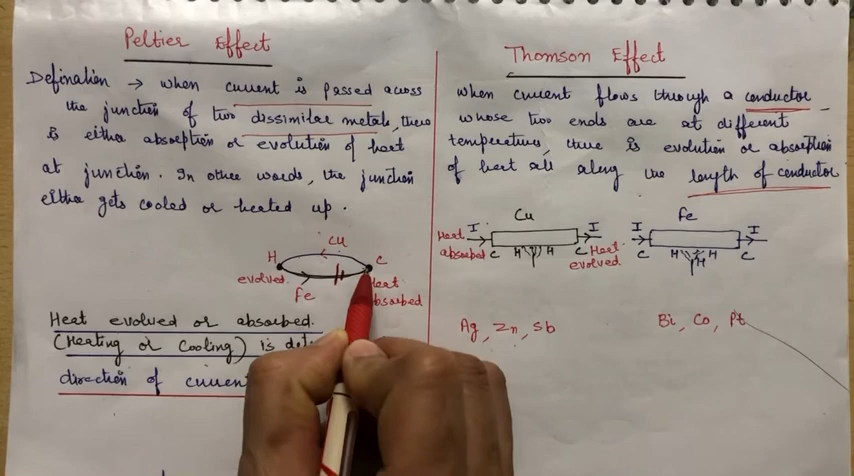 Peltier Effect
Defination → When current is passed across
the junction of two dissimilar metals, there
is either absorption or evolution of heat
at junction. In other words, the junction
either gets cooled or heated up.
Cu
H
C
evolved
Fe
Heat
absorbed
Heat evolved or absorbed.
(Heating or Cooling) is det
direction of current
Thomson Effect
When current flows through a conductor
whose two ends are at different
temperature, there is evolution or absorption
of heat all along the length of conductor
Cu
Heat I I
absorbed C H H C Heat
evolved
Fe
I I
C H H C
Ag, Zn, Sb
Bi, Co, Pt